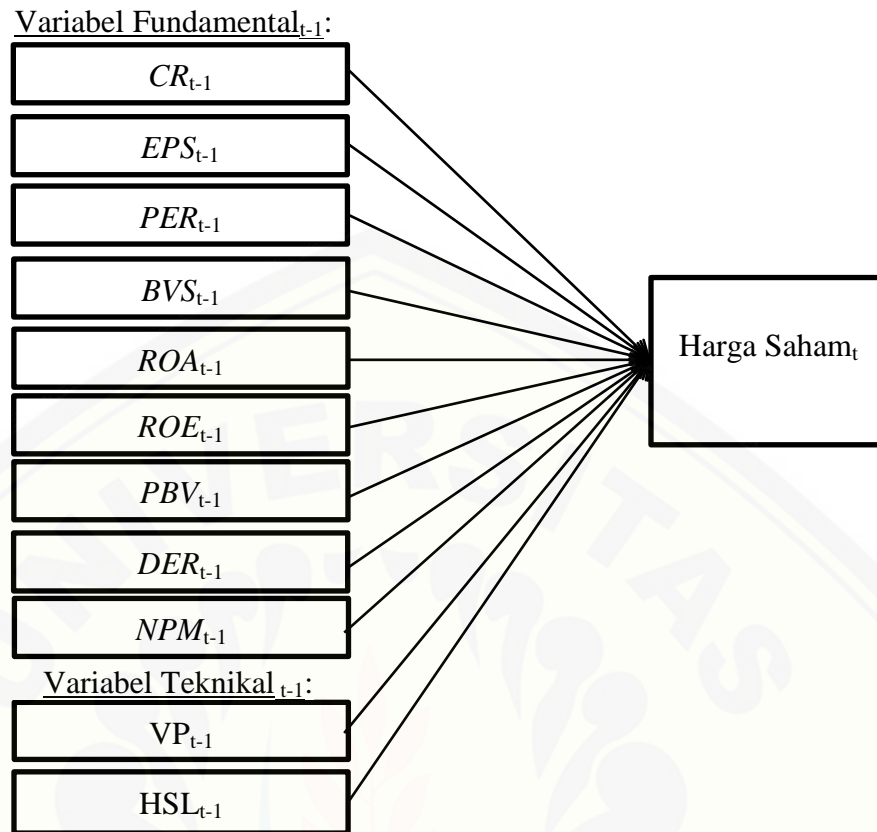 Variabel Fundamental t-1:
CR t-1
EPS t-1
PER t-1
BVS t-1
ROA t-1
ROE t-1
PBV t-1
DER t-1
NPM t-1
Variabel Teknikal t-1:
VP t-1
HSL t-1
Harga Saham t
UNIVERSITAS